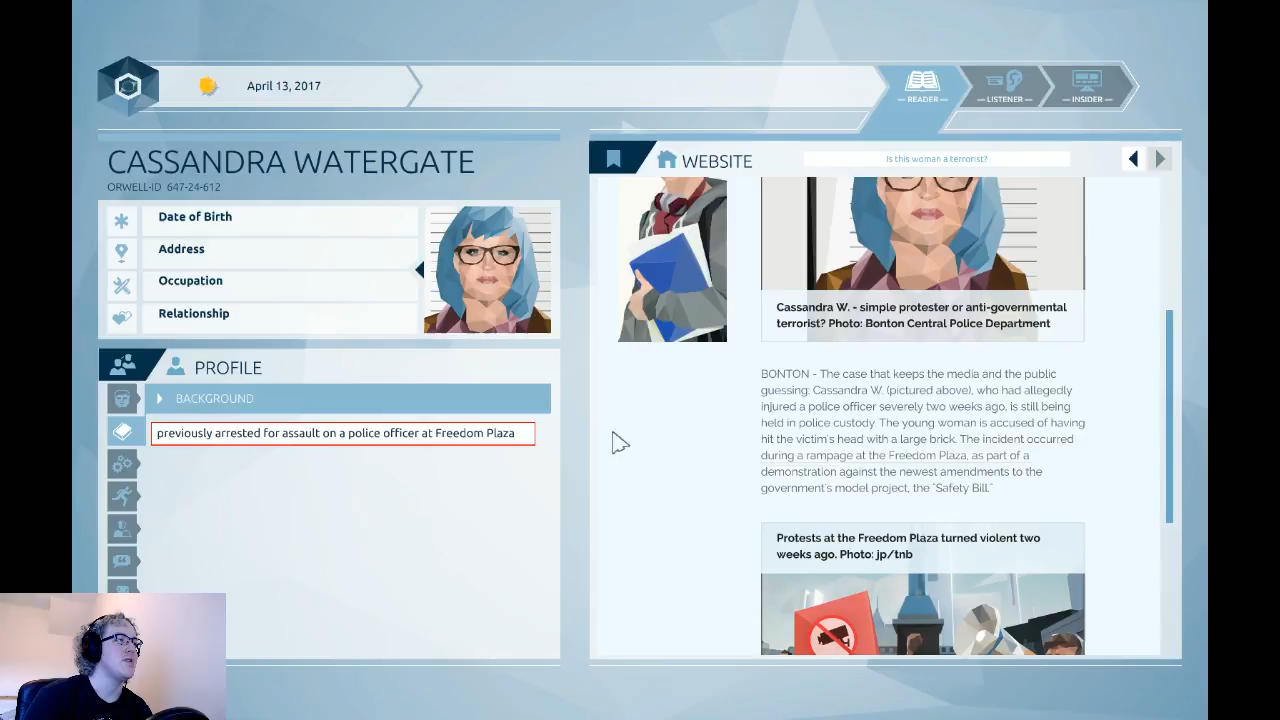 April 13, 2017
READER
LISTENER
INSIDER
CASSANDRA WATERGATE
ORWELL-ID 647-24-612
Date of Birth
Address
Occupation
Relationship
PROFILE
BACKGROUND
previously arrested for assault on a police officer at Freedom Plaza
WEBSITE
Is this woman a terrorist?
Cassandra W. - simple protester or anti-governmental
terrorist? Photo: Bonton Central Police Department
BONTON - The case that keeps the media and the public
guessing: Cassandra W. (pictured above), who had allegedly
injured a police officer severely two weeks ago, is still being
held in police custody. The young woman is accused of having
hit the victim's head with a large brick. The incident occurred
during a rampage at the Freedom Plaza, as part of a
demonstration against the newest amendments to the
government's model project, the "Safety Bill."
Protests at the Freedom Plaza turned violent two
weeks ago. Photo: jp/tnb